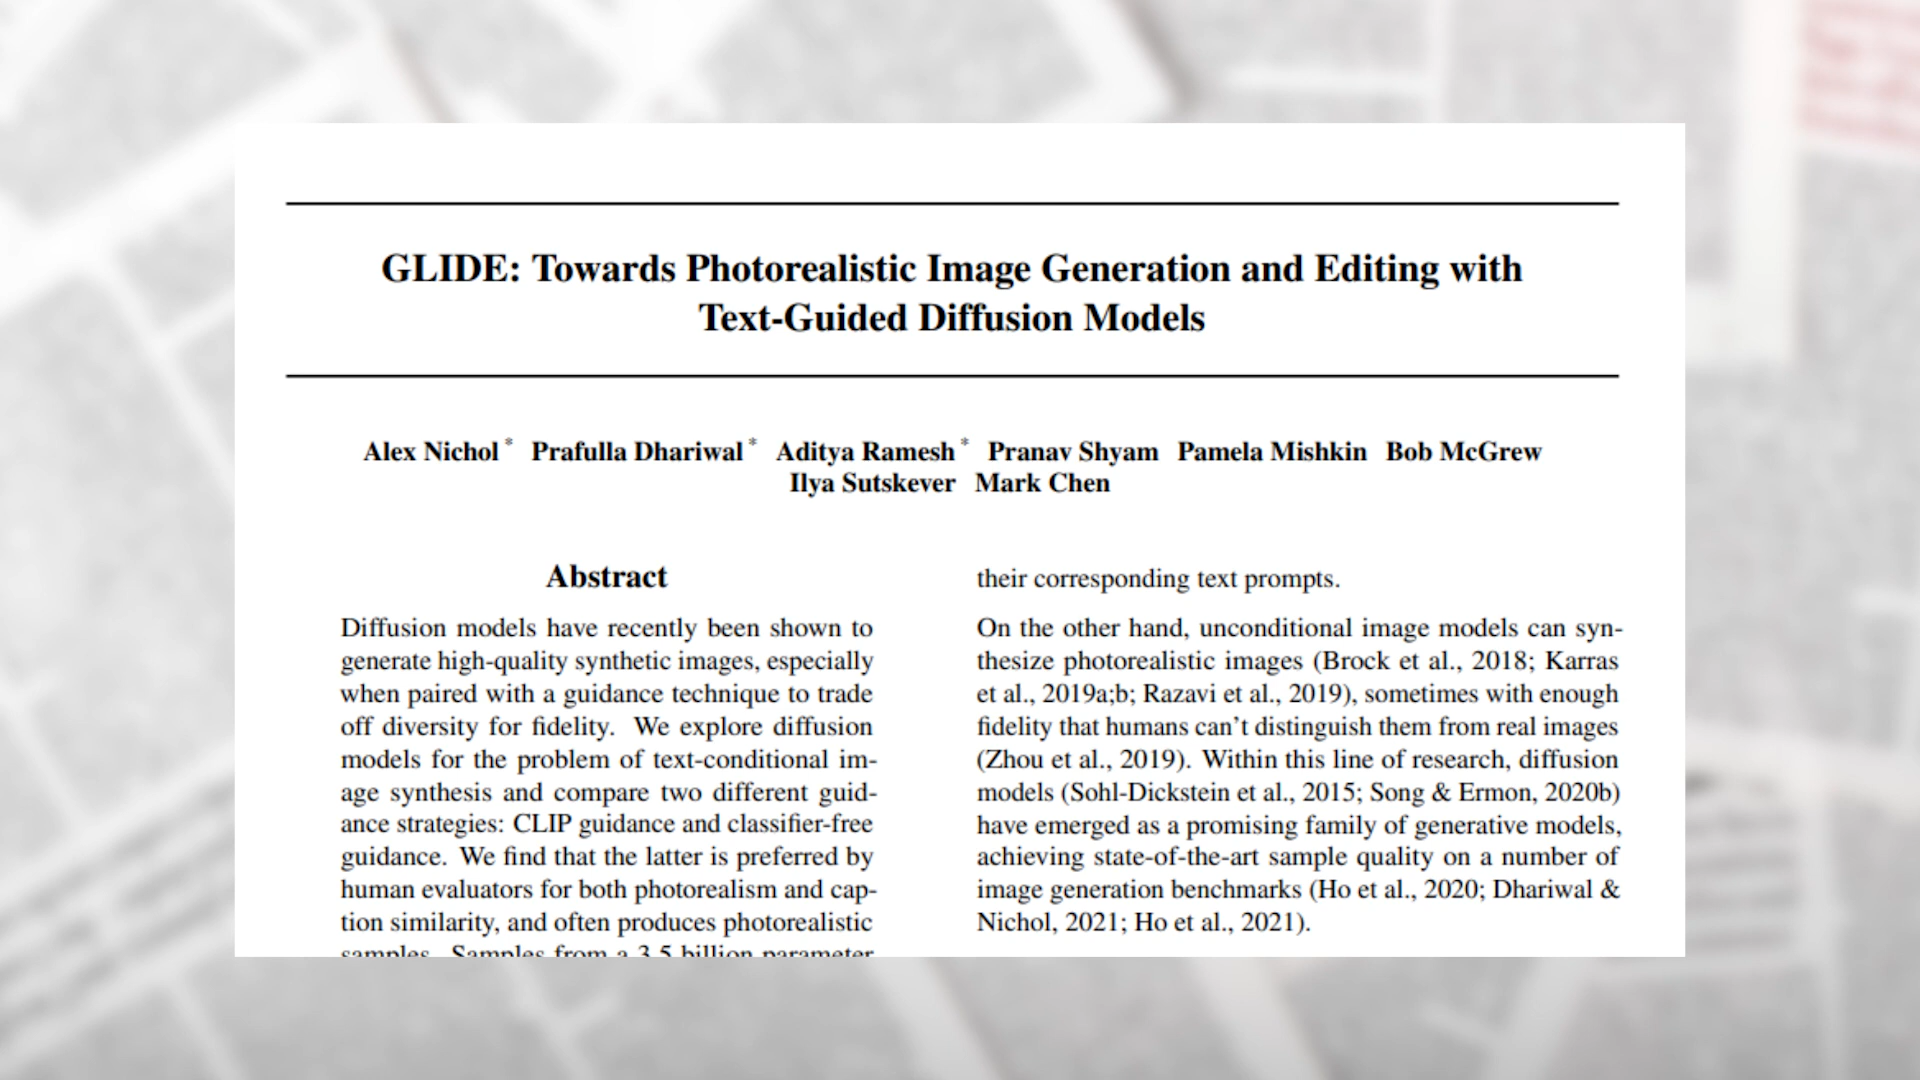 GLIDE: Towards Photorealistic Image Generation and Editing with
Text-Guided Diffusion Models
Alex Nichol* Prafulla Dhariwal* Aditya Ramesh* Pranav Shyam Pamela Mishkin Bob McGrew
Ilya Sutskever Mark Chen
Abstract
Diffusion models have recently been shown to
generate high-quality synthetic images, especially
when paired with a guidance technique to trade
off diversity for fidelity. We explore diffusion
models for the problem of text-conditional im-
age synthesis and compare two different guid-
ance strategies: CLIP guidance and classifier-free
guidance. We find that the latter is preferred by
human evaluators for both photorealism and cap-
tion similarity, and often produces photorealistic
samples. Samples from a 3.5 billion parameter
their corresponding text prompts.
On the other hand, unconditional image models can syn-
thesize photorealistic images (Brock et al., 2018; Karras
et al., 2019a;b; Razavi et al., 2019), sometimes with enough
fidelity that humans can't distinguish them from real images
(Zhou et al., 2019). Within this line of research, diffusion
models (Sohl-Dickstein et al., 2015; Song & Ermon, 2020b)
have emerged as a promising family of generative models,
achieving state-of-the-art sample quality on a number of
image generation benchmarks (Ho et al., 2020; Dhariwal &
Nichol, 2021; Ho et al., 2021).